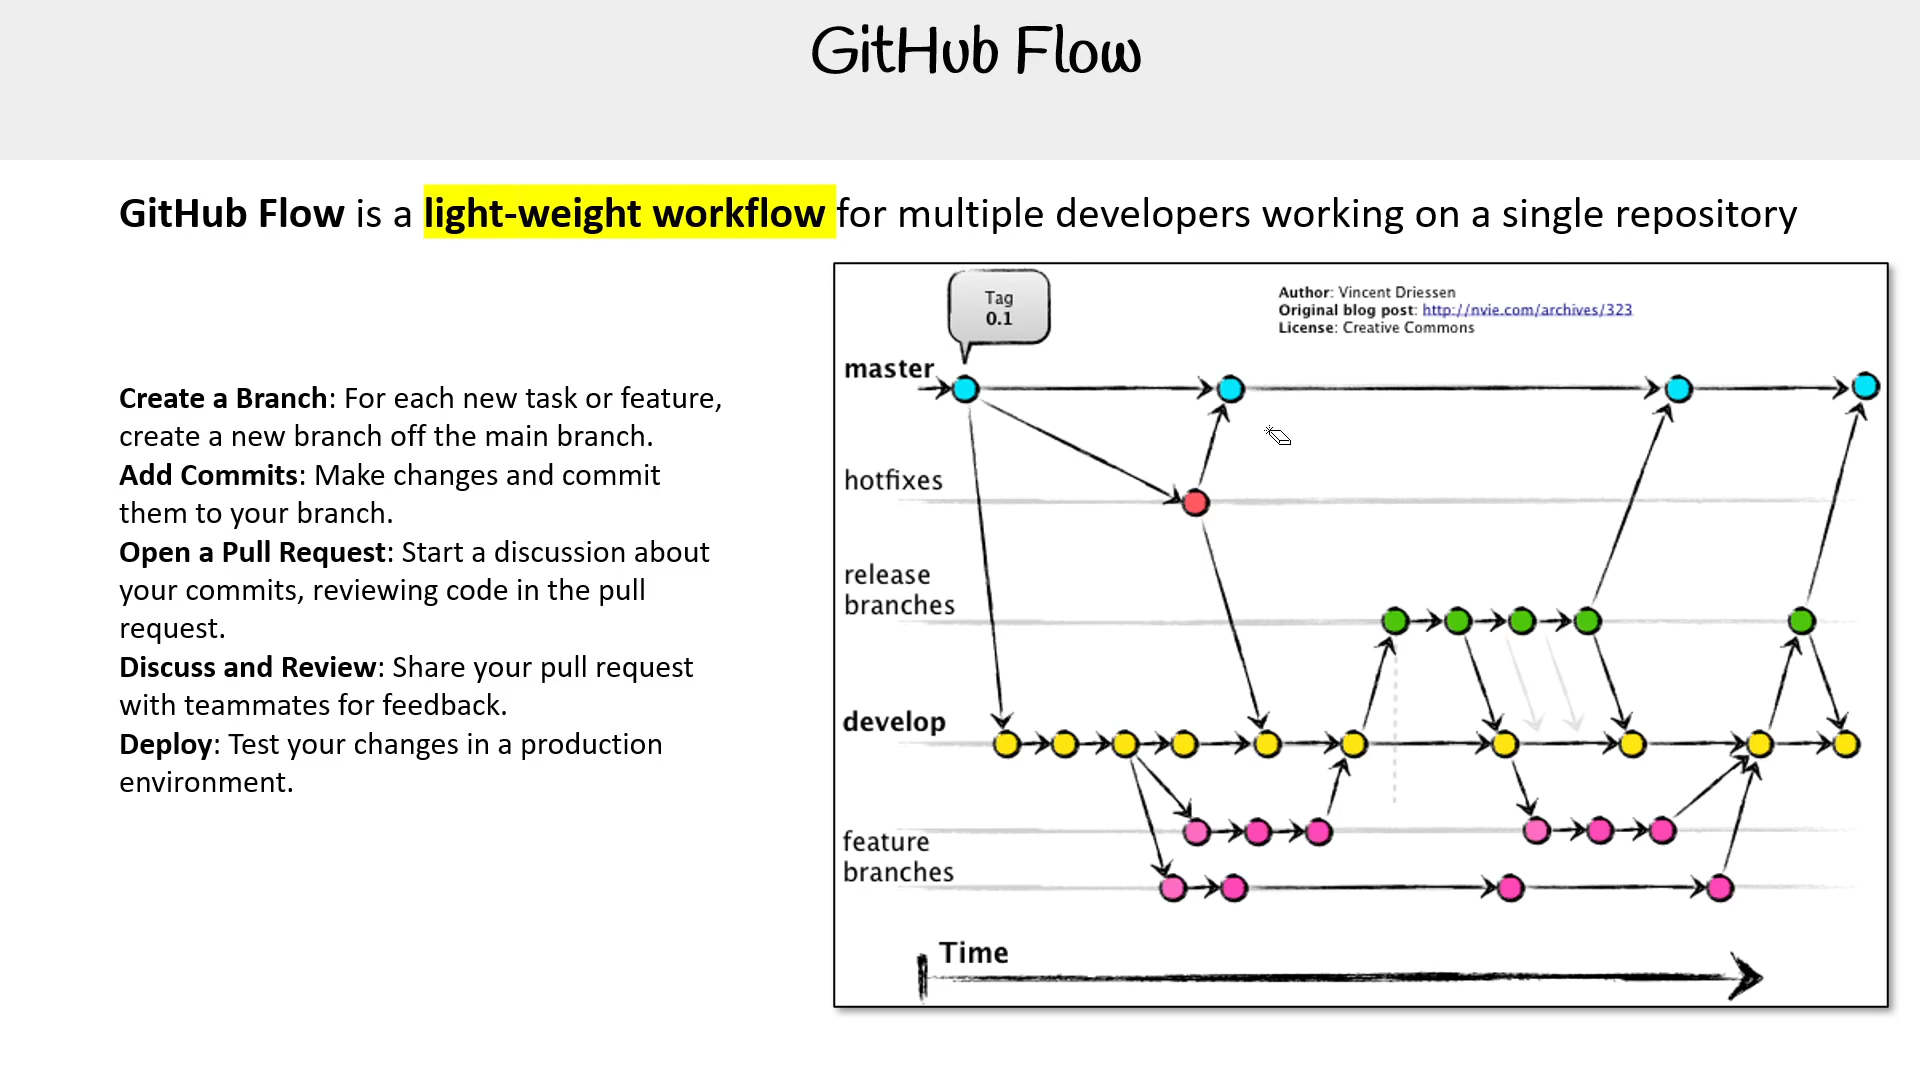 GitHub Flow
GitHub Flow is a light-weight workflow for multiple developers working on a single repository
Create a Branch: For each new task or feature,
create a new branch off the main branch.
Add Commits: Make changes and commit
them to your branch.
Open a Pull Request: Start a discussion about
your commits, reviewing code in the pull
request.
Discuss and Review: Share your pull request
with teammates for feedback.
Deploy: Test your changes in a production
environment.
Tag
0.1
Author: Vincent Driessen
Original blog post: http://nvie.com/archives/323
License: Creative Commons
master
hotfixes
release
branches
develop
feature
branches
Time